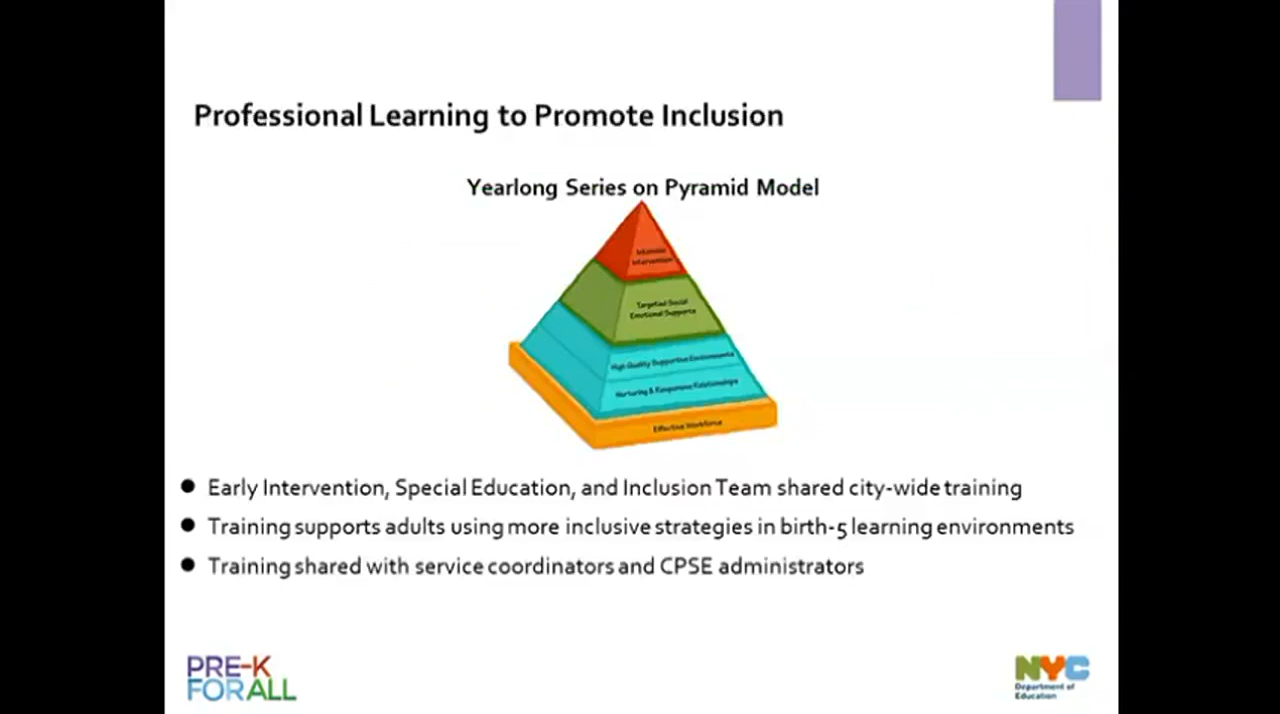 Professional Learning to Promote Inclusion
Yearlong Series on Pyramid Model
Intensive
Intervention
Targeted Social
Emotional Supports
High Quality Supportive Environments
Nurturing & Responsive Relationships
Effective Workforce
● Early Intervention, Special Education, and Inclusion Team shared city-wide training
● Training supports adults using more inclusive strategies in birth-5 learning environments
● Training shared with service coordinators and CPSE administrators
PRE-K
FOR ALL
NYC
Department of
Education